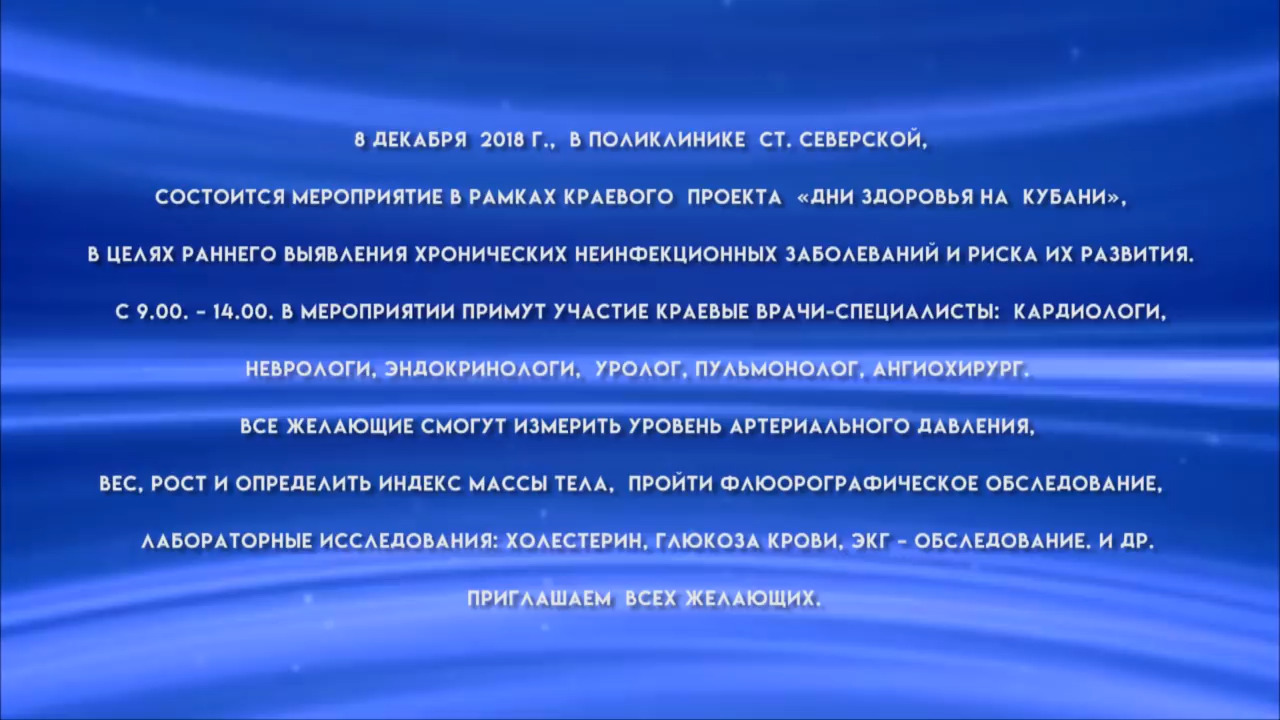 8 ДЕКАБРЯ 2018 Г., В ПОЛИКЛИНИКЕ СТ. СЕВЕРСКОЙ,
СОСТОИТСЯ МЕРОПРИЯТИЕ В РАМКАХ КРАЕВОГО ПРОЕКТА «ДНИ ЗДОРОВЬЯ НА КУБАНИ»,
В ЦЕЛЯХ РАННЕГО ВЫЯВЛЕНИЯ ХРОНИЧЕСКИХ НЕИНФЕКЦИОННЫХ ЗАБОЛЕВАНИЙ И РИСКА ИХ РАЗВИТИЯ.
С 9.00. – 14.00. В МЕРОПРИЯТИИ ПРИМУТ УЧАСТИЕ КРАЕВЫЕ ВРАЧИ-СПЕЦИАЛИСТЫ: КАРДИОЛОГИ,
НЕВРОЛОГИ, ЭНДОКРИНОЛОГИ, УРОЛОГ, ПУЛЬМОНОЛОГ, АНГИОХИРУРГ.
ВСЕ ЖЕЛАЮЩИЕ СМОГУТ ИЗМЕРИТЬ УРОВЕНЬ АРТЕРИАЛЬНОГО ДАВЛЕНИЯ,
ВЕС, РОСТ И ОПРЕДЕЛИТЬ ИНДЕКС МАССЫ ТЕЛА, ПРОЙТИ ФЛЮОРОГРАФИЧЕСКОЕ ОБСЛЕДОВАНИЕ,
ЛАБОРАТОРНЫЕ ИССЛЕДОВАНИЯ: ХОЛЕСТЕРИН, ГЛЮКОЗА КРОВИ, ЭКГ – ОБСЛЕДОВАНИЕ. И ДР.
ПРИГЛАШАЕМ ВСЕХ ЖЕЛАЮЩИХ.